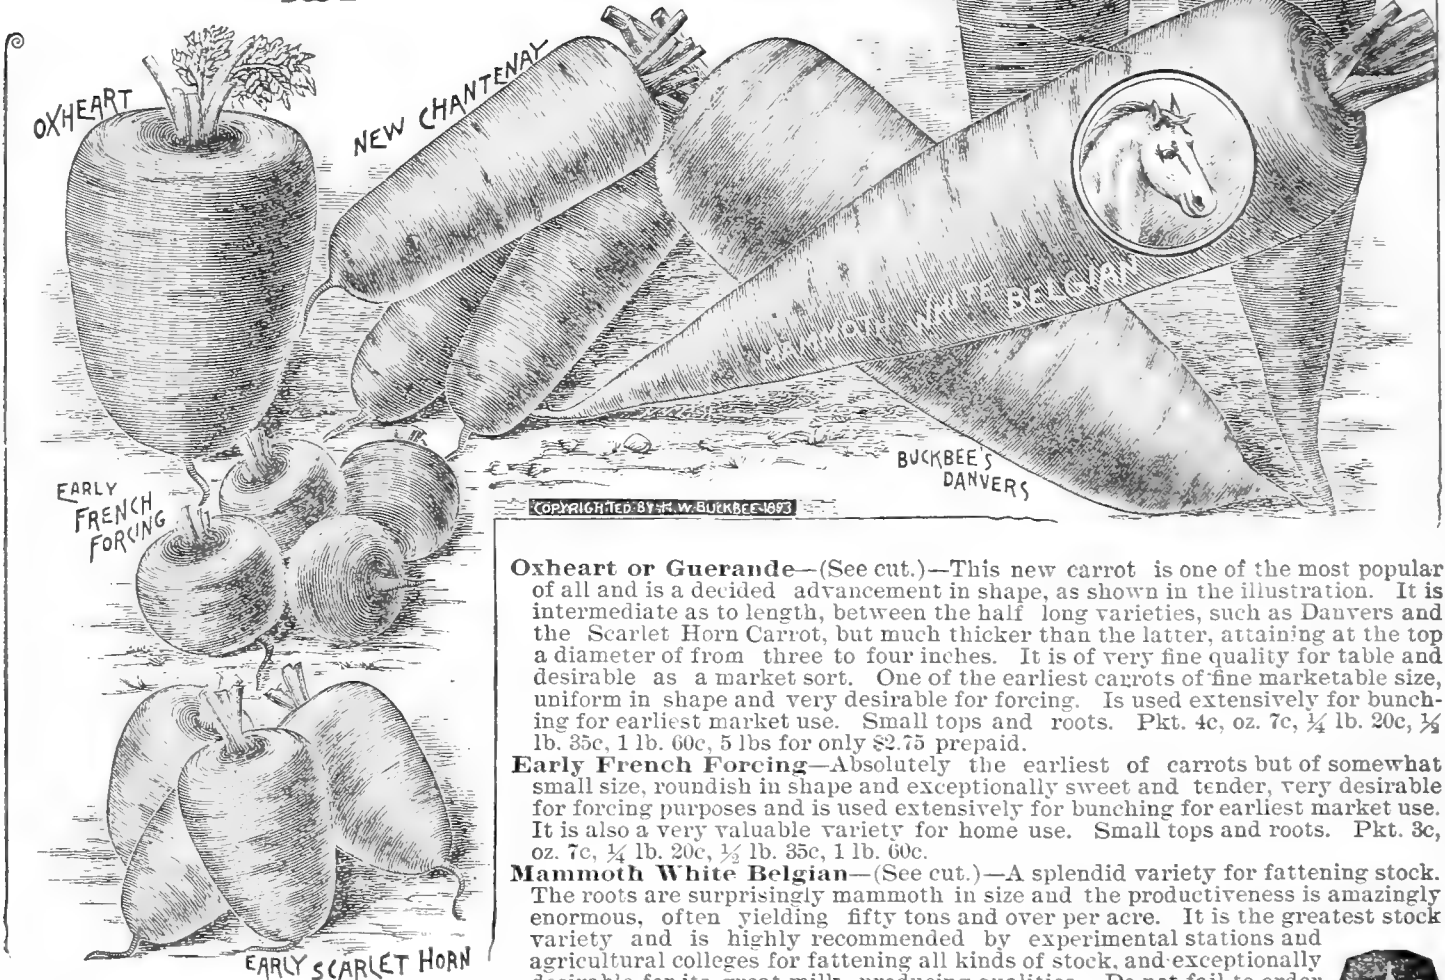 OXHEART
NEW CHANTENAY
MAMMOTH WHITE BELGIAN
BUCKBEE'S
DANVERS
EARLY
FRENCH
FORCING
COPYRIGHTED BY H.W. BUCKBEE 1893
EARLY SCARLET HORN
Oxheart or Guerande—(See cut.)—This new carrot is one of the most popular
of all and is a decided advancement in shape, as shown in the illustration. It is
intermediate as to length, between the half long varieties, such as Danvers and
the Scarlet Horn Carrot, but much thicker than the latter, attaining at the top
a diameter of from three to four inches. It is of very fine quality for table and
desirable as a market sort. One of the earliest carrots of fine marketable size,
uniform in shape and very desirable for forcing. Is used extensively for bunch-
ing for earliest market use. Small tops and roots. Pkt. 4c, oz. 7c, ¼ lb. 20c, ½
lb. 35c, 1 lb. 60c, 5 lbs for only $2.75 prepaid.
Early French Forcing—Absolutely the earliest of carrots but of somewhat
small size, roundish in shape and exceptionally sweet and tender, very desirable
for forcing purposes and is used extensively for bunching for earliest market use.
It is also a very valuable variety for home use. Small tops and roots. Pkt. 3c,
oz. 7c, ¼ lb. 20c, ½ lb. 35c, 1 lb. 60c.
Mammoth White Belgian—(See cut.)—A splendid variety for fattening stock.
The roots are surprisingly mammoth in size and the productiveness is amazingly
enormous, often yielding fifty tons and over per acre. It is the greatest stock
variety and is highly recommended by experimental stations and
agricultural colleges for fattening all kinds of stock, and exceptionally